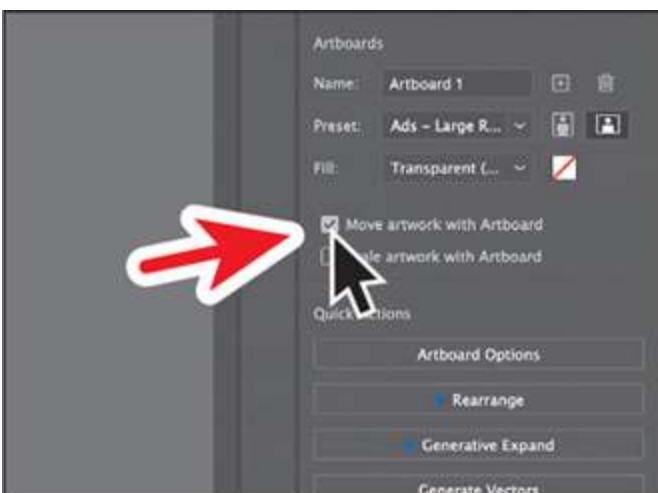 Artboards
Name: Artboard 1
Preset: Ads – Large R...
Fill: Transparent (...
Move artwork with Artboard
artwork with Artboard
Quick
Artboard Options
Rearrange
Generative Expand
Generate Vectors